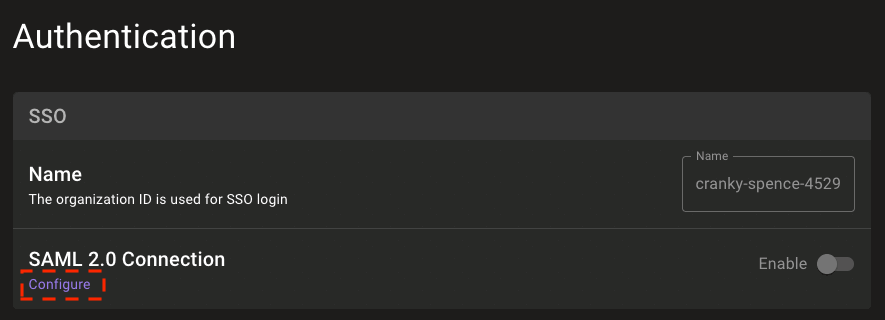 Authentication
SSO
Name
The organization ID is used for SSO login
Name
cranky-spence-4529
SAML 2.0 Connection
Configure
Enable